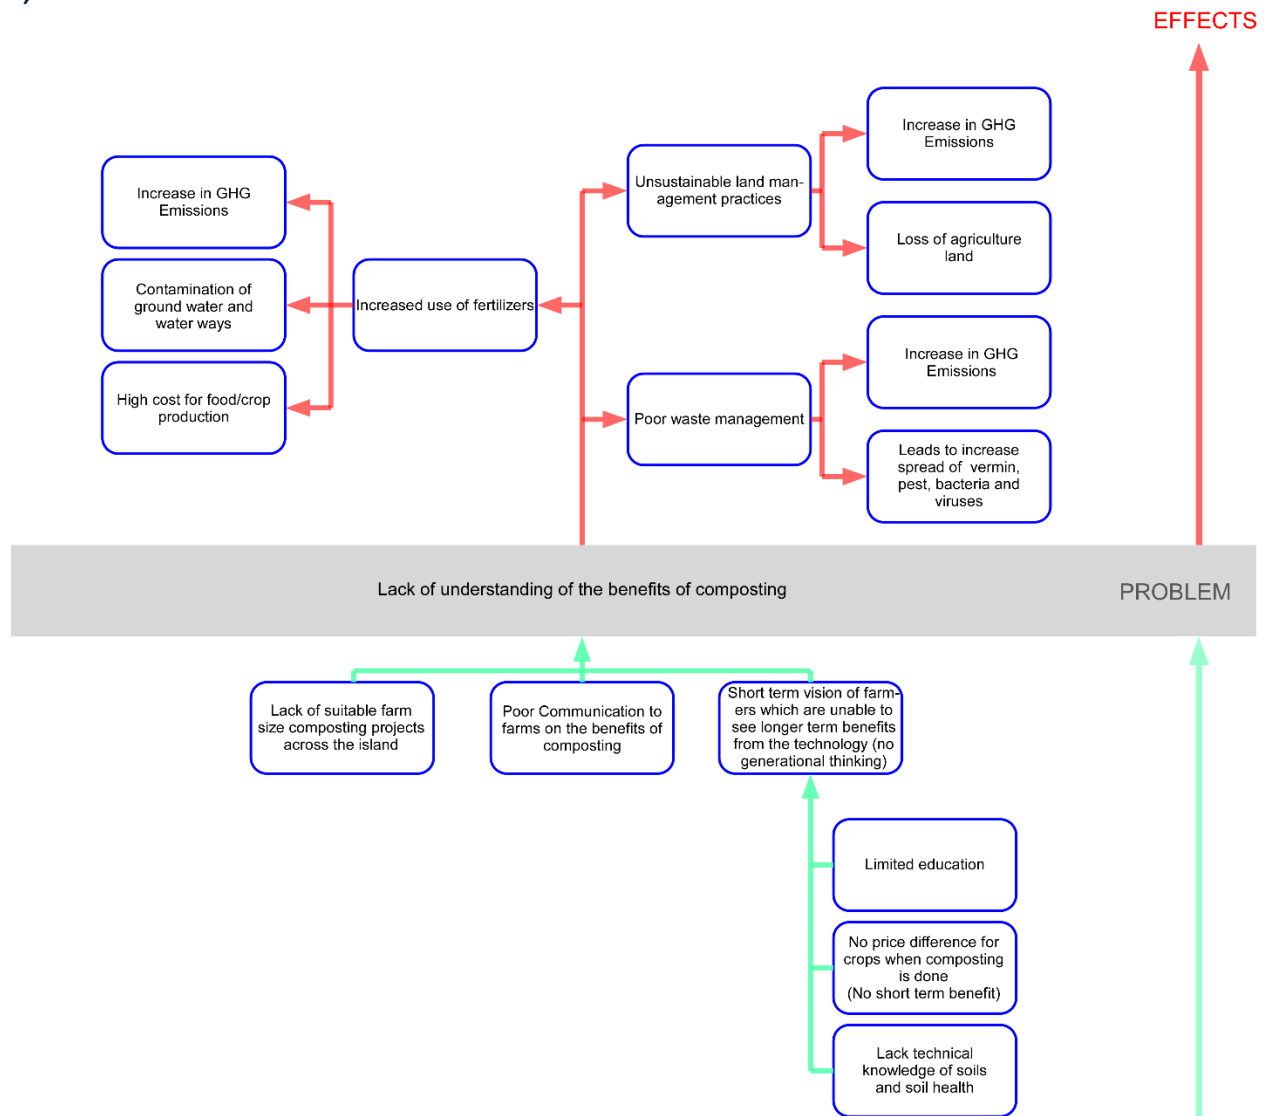 )
EFFECTS
Increase in GHG
Emissions
Unsustainable land man-
agement practices
Increase in GHG
Emissions
Loss of agriculture
land
Contamination of
ground water and
water ways
Increased use of fertilizers
High cost for food/crop
production
Increase in GHG
Emissions
Poor waste management
Leads to increase
spread of vermin,
pest, bacteria and
viruses
Lack of understanding of the benefits of composting
PROBLEM
Lack of suitable farm
size composting projects
across the island
Poor Communication to
farms on the benefits of
composting
Short term vision of farm-
ers which are unable to
see longer term benefits
from the technology (no
generational thinking)
Limited education
No price difference for
crops when composting
is done
(No short term benefit)
Lack technical
knowledge of soils
and soil health